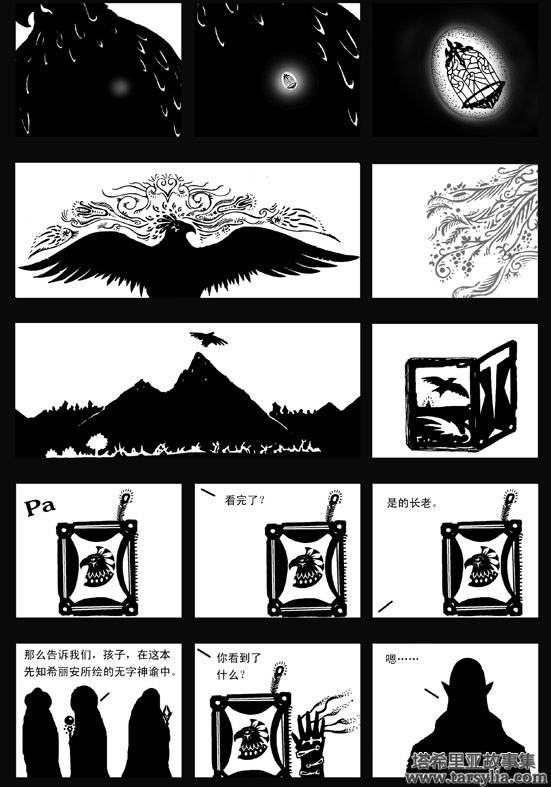 Pa
看完了？
是的长老。
那么告诉我们，孩子，在这本
先知希丽安所绘的无字神谕中。
你看到了
什么？
嗯……
塔希里亚故事集
www.tarsylia.com